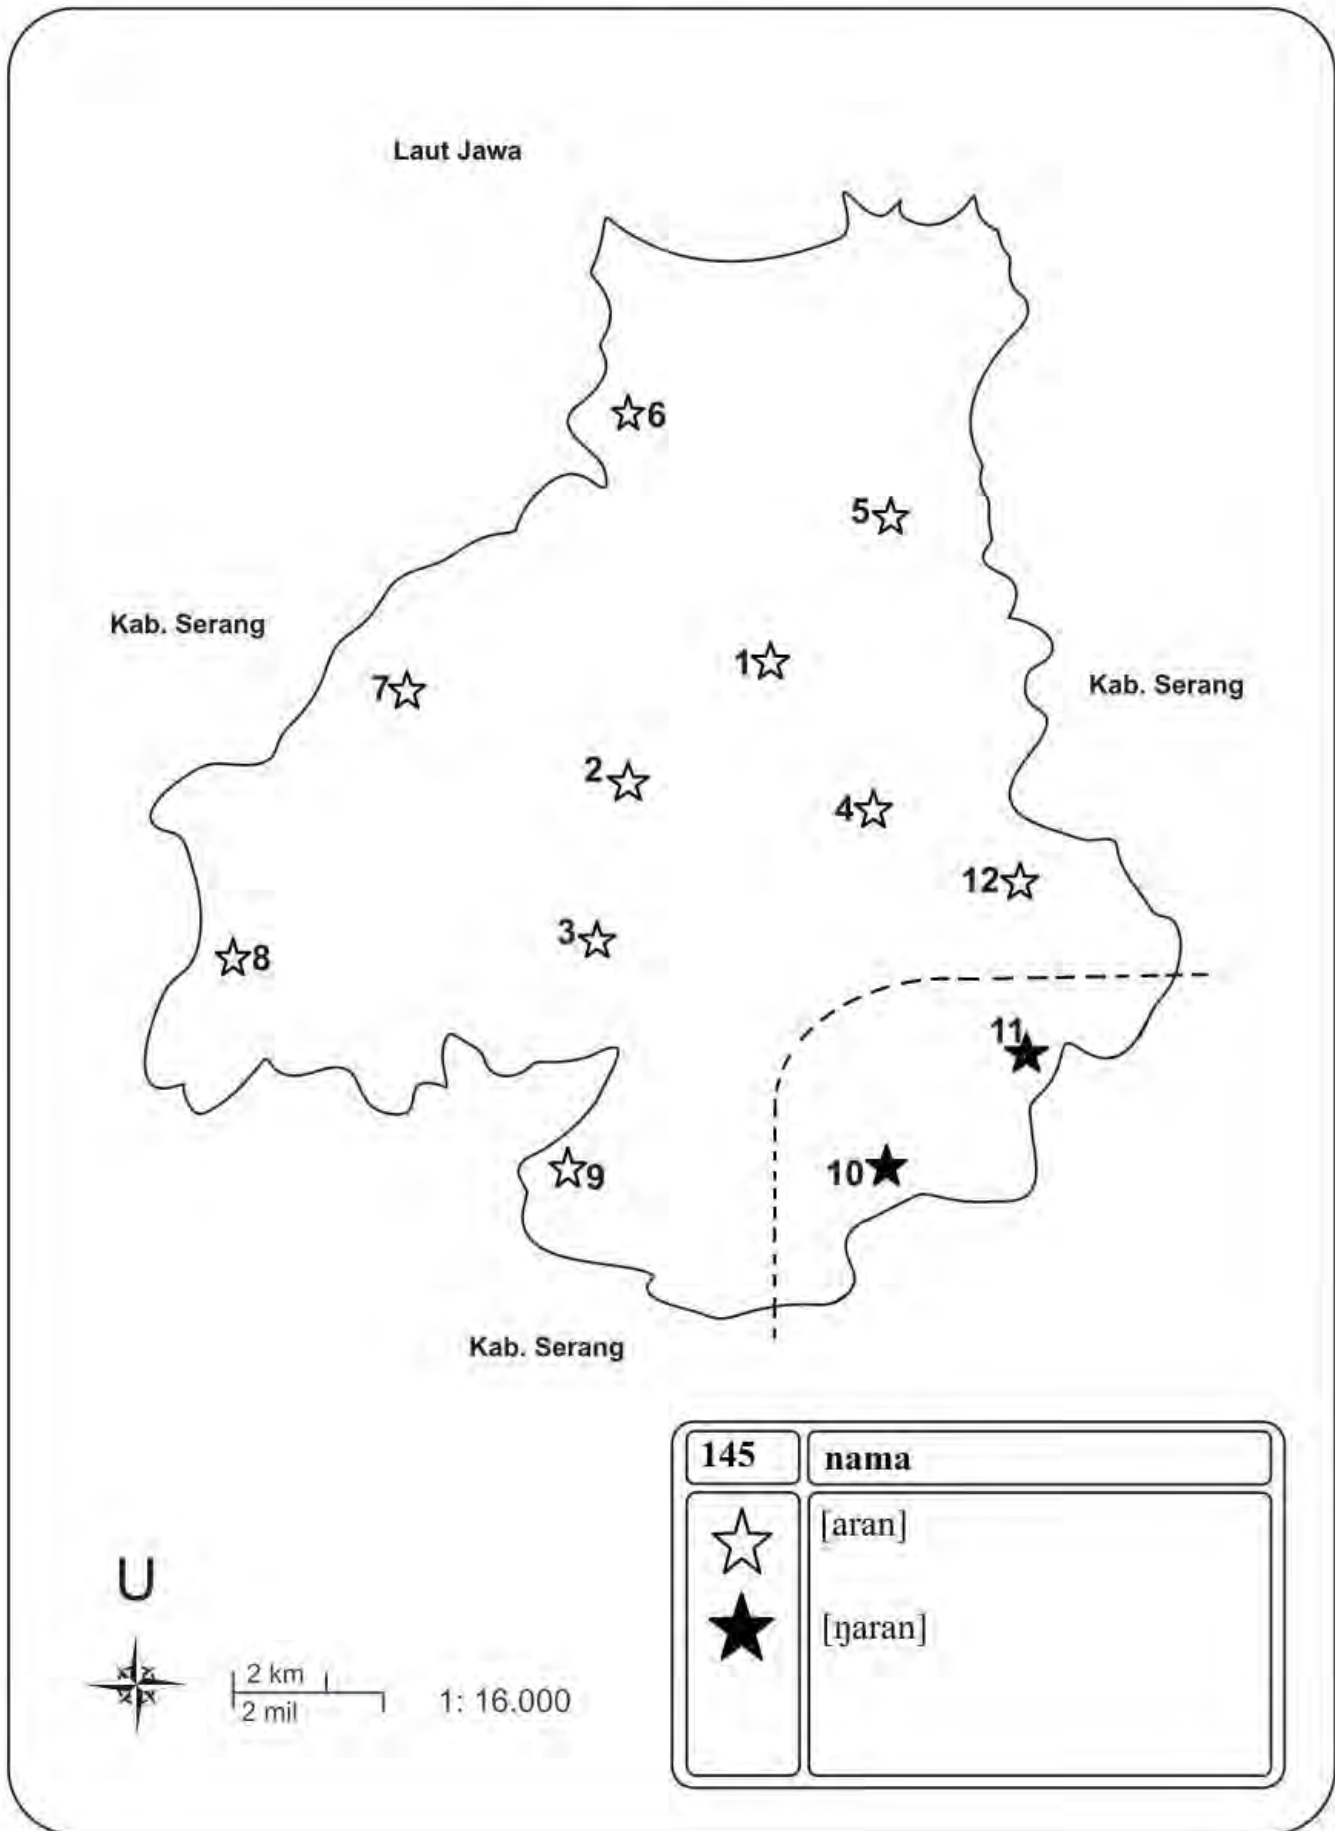 Laut Jawa
6
5
Kab. Serang
1
Kab. Serang
7
2
4
12
3
8
11
10
9
Kab. Serang
145 nama
[aran]
U
[ŋaran]
2 km
2 mil
1: 16.000